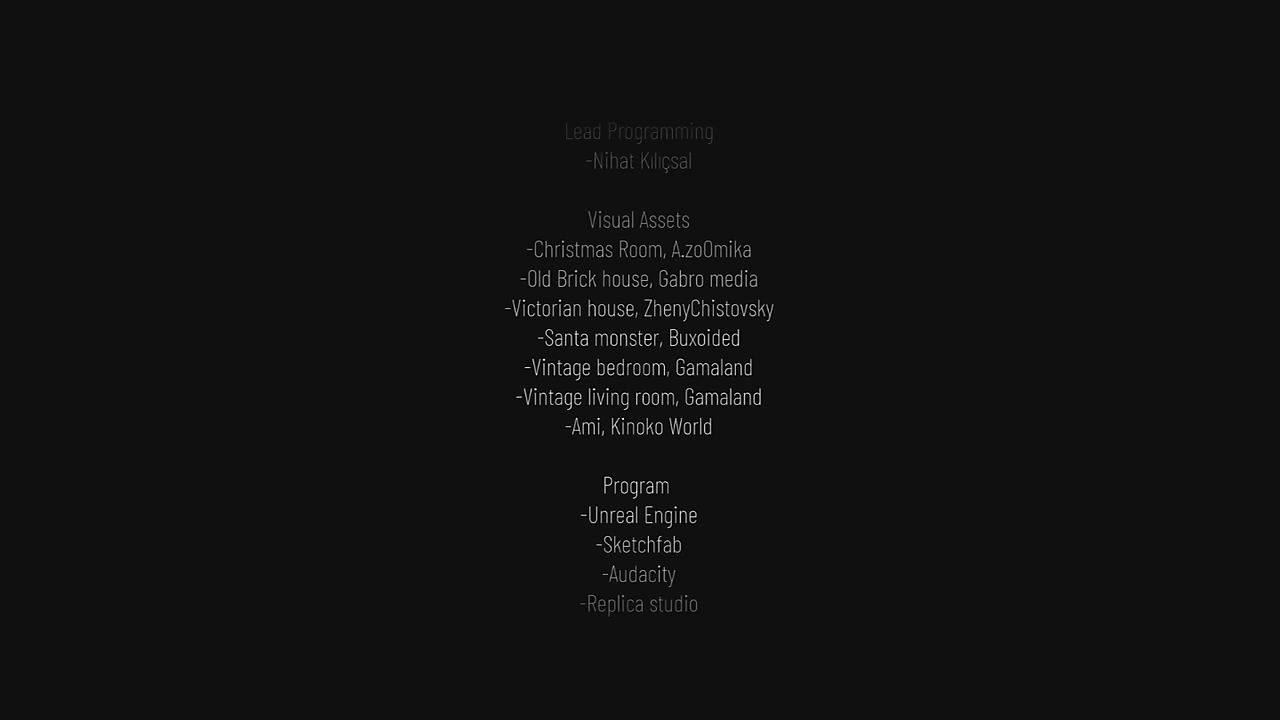 Lead Programming
-Nihat Kılıçsal
Visual Assets
-Christmas Room, A.zoOmika
-Old Brick house, Gabro media
-Victorian house, ZhenyChistovsky
-Santa monster, Buxoided
-Vintage bedroom, Gamaland
-Vintage living room, Gamaland
-Ami, Kinoko World
Program
-Unreal Engine
-Sketchfab
-Audacity
-Replica studio